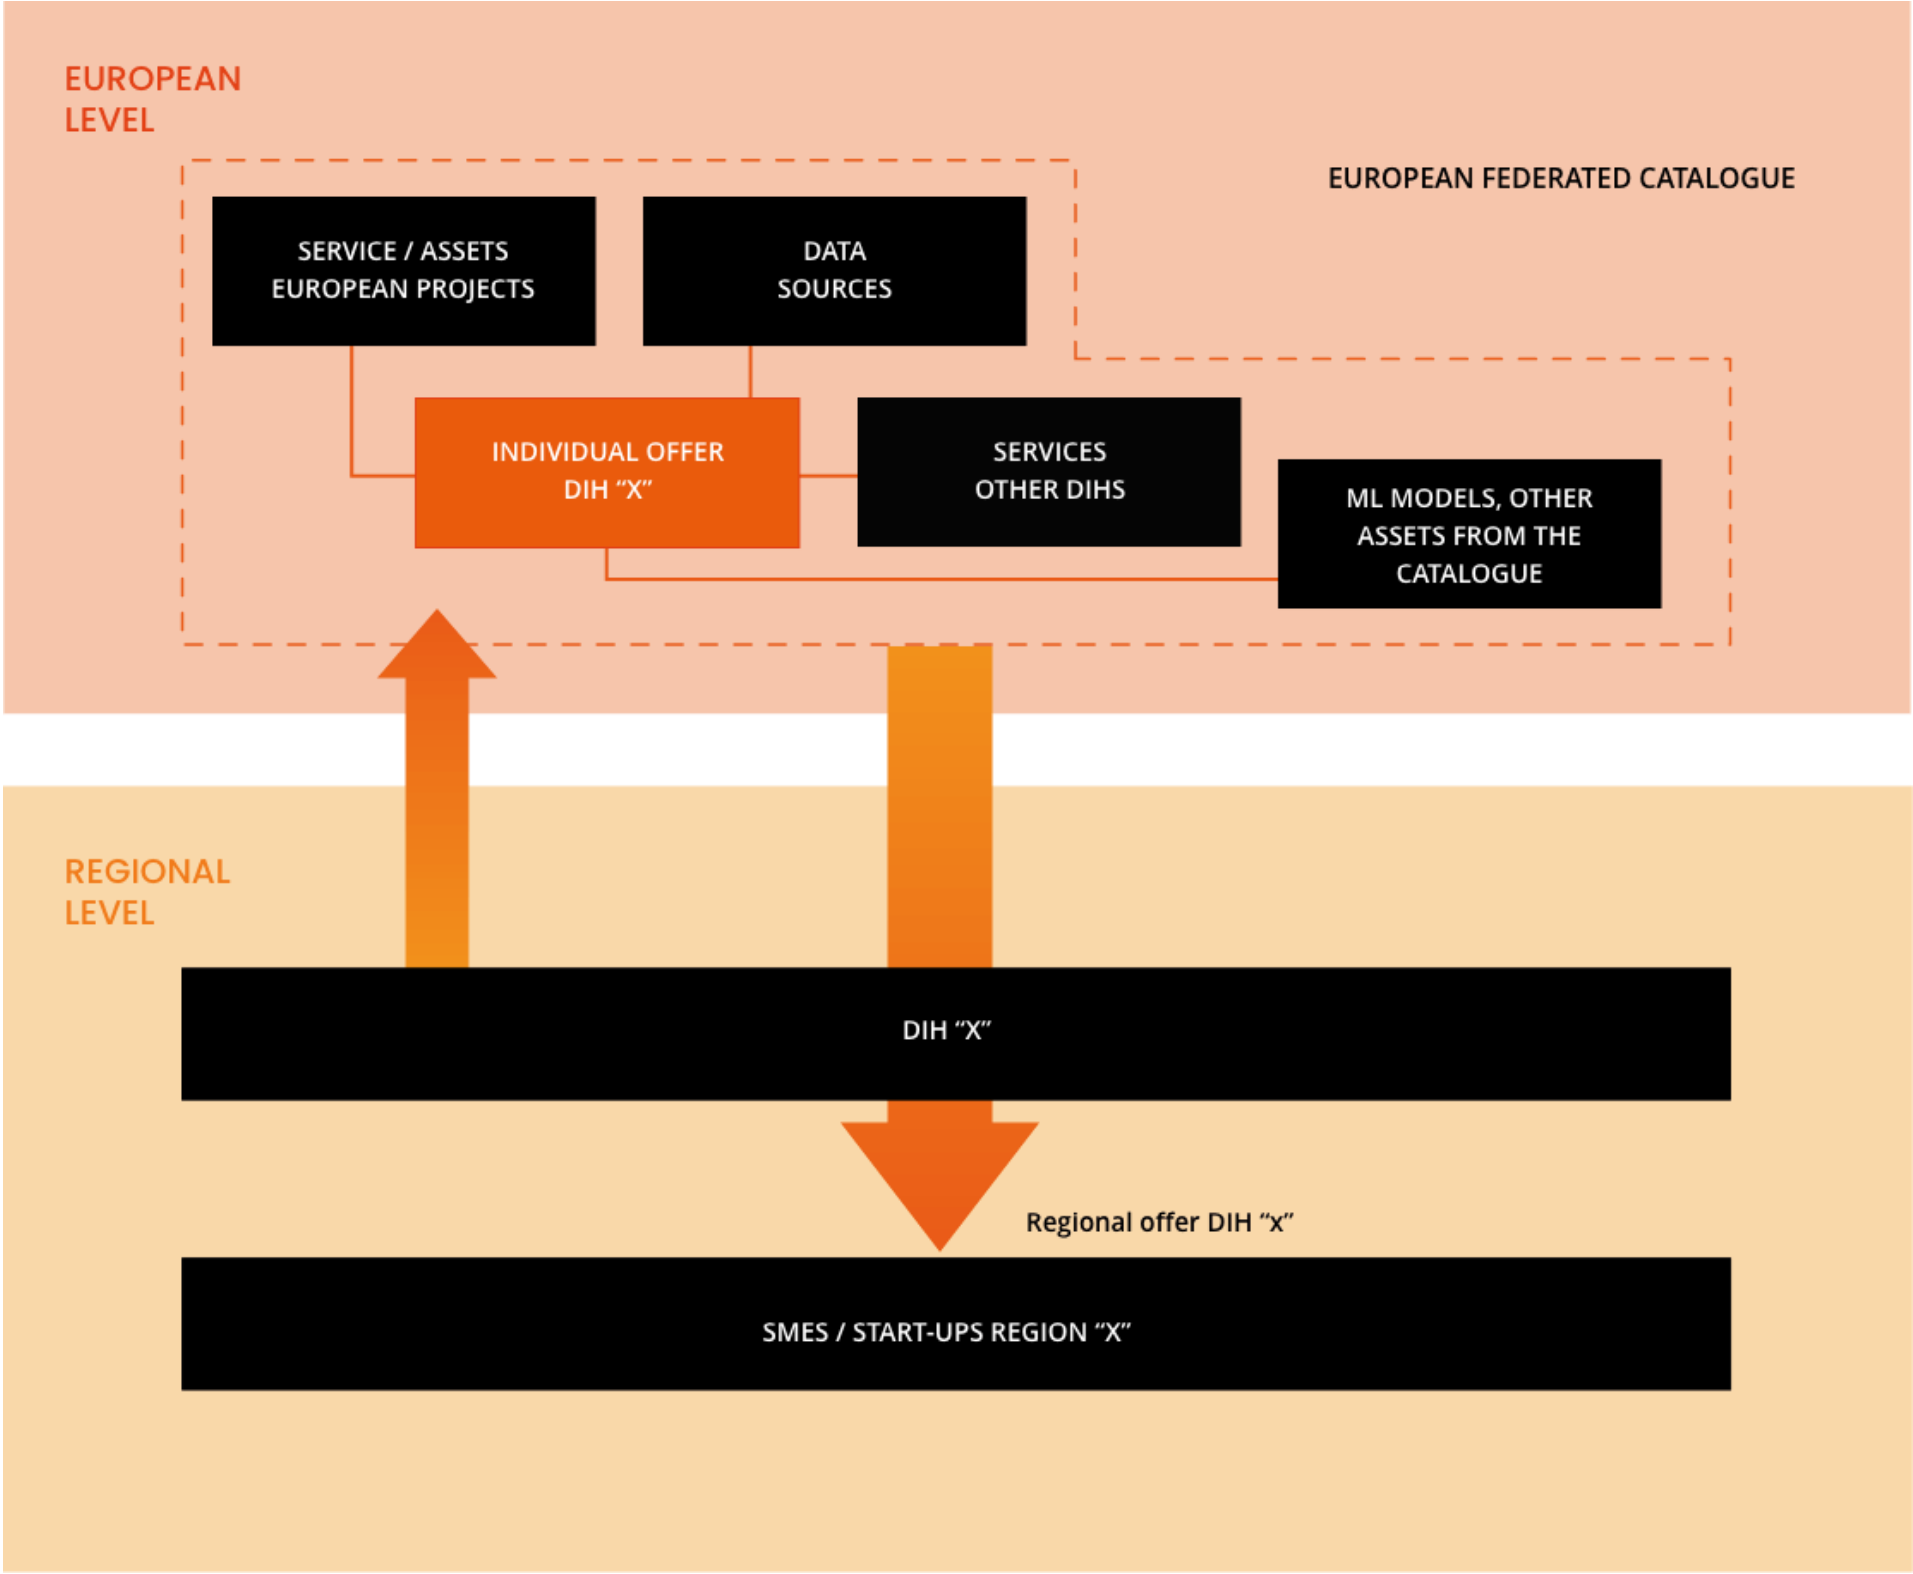 EUROPEAN
LEVEL
EUROPEAN FEDERATED CATALOGUE
SERVICE / ASSETS
EUROPEAN PROJECTS
DATA
SOURCES
INDIVIDUAL OFFER
DIH “X”
SERVICES
OTHER DIHS
ML MODELS, OTHER
ASSETS FROM THE
CATALOGUE
REGIONAL
LEVEL
DIH “X”
Regional offer DIH “x”
SMES / START-UPS REGION “X”